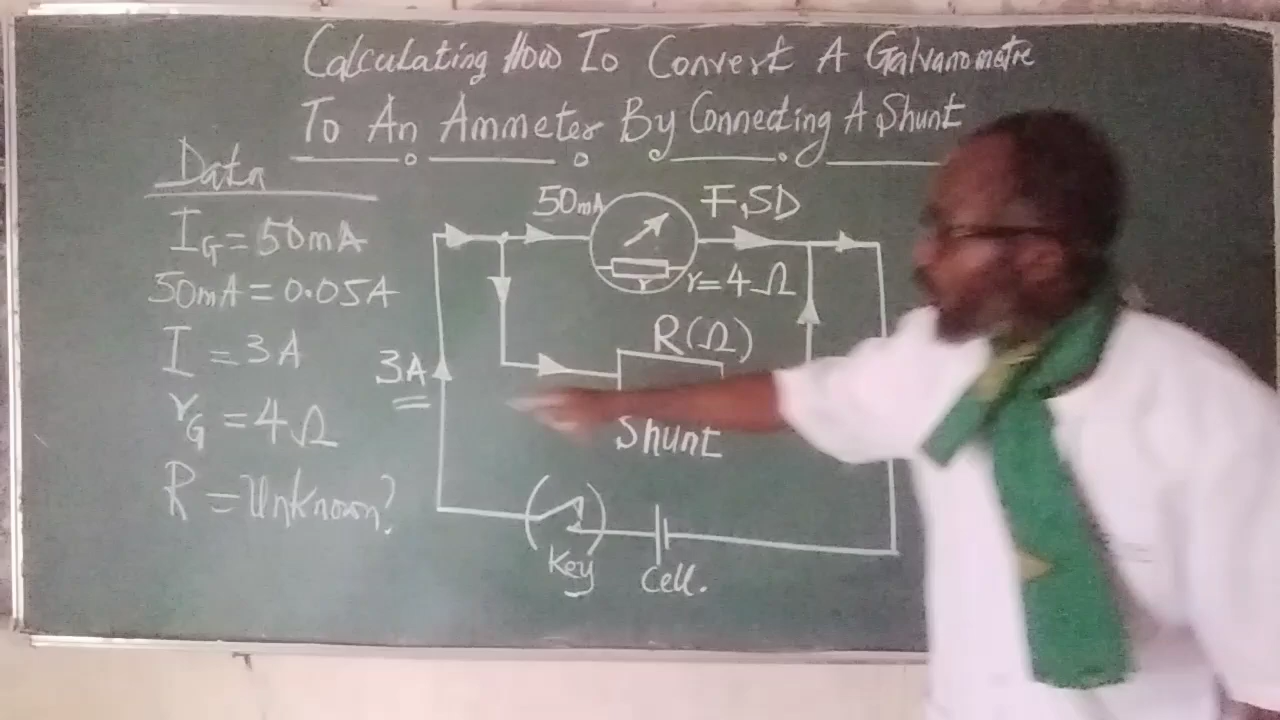 Calculating How To Convert A Galvanometre
To An Ammeter By Connecting A Shunt
Data
I_G = 50mA
50mA = 0.05A
I = 3A
r_G = 4Ω
R = Unknown?
50mA
F.S.D
r
r = 4Ω
3A
R(Ω)
Shunt
Key
Cell.